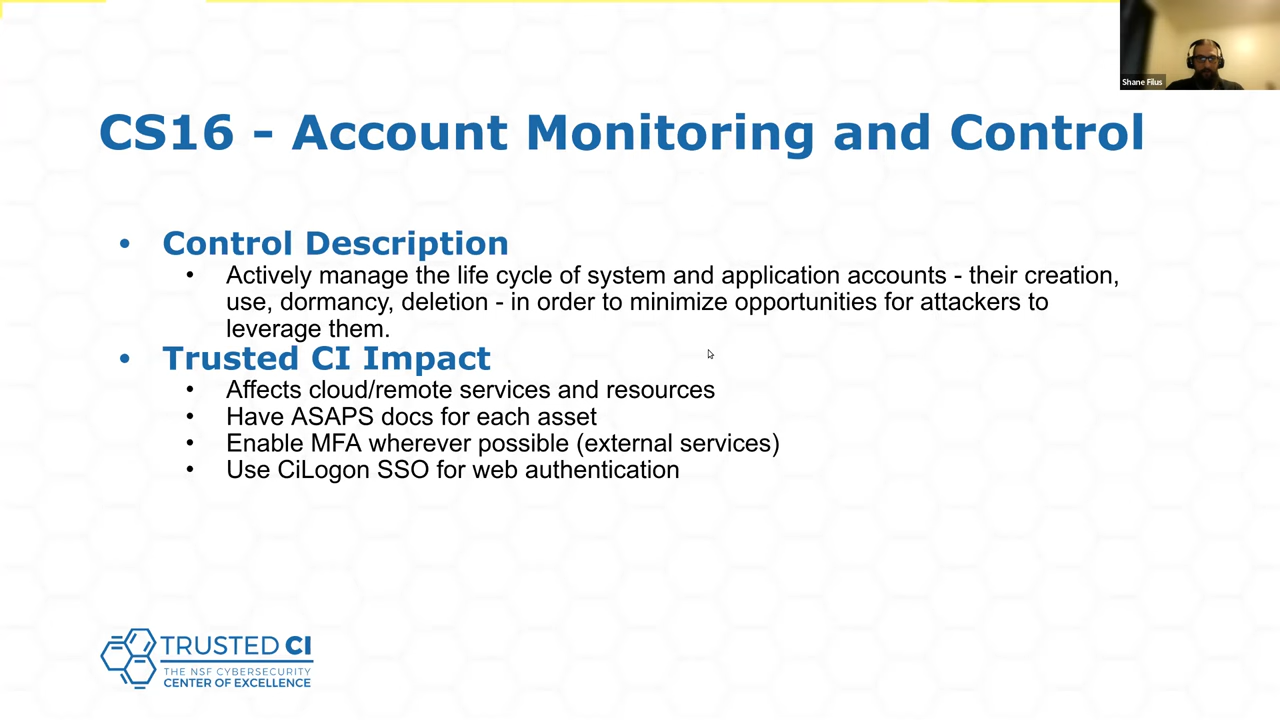 Shane Filus
CS16 - Account Monitoring and Control
• Control Description
• Actively manage the life cycle of system and application accounts - their creation,
use, dormancy, deletion - in order to minimize opportunities for attackers to
leverage them.
• Trusted CI Impact
• Affects cloud/remote services and resources
• Have ASAPS docs for each asset
• Enable MFA wherever possible (external services)
• Use CiLogon SSO for web authentication
TRUSTED CI
THE NSF CYBERSECURITY
CENTER OF EXCELLENCE